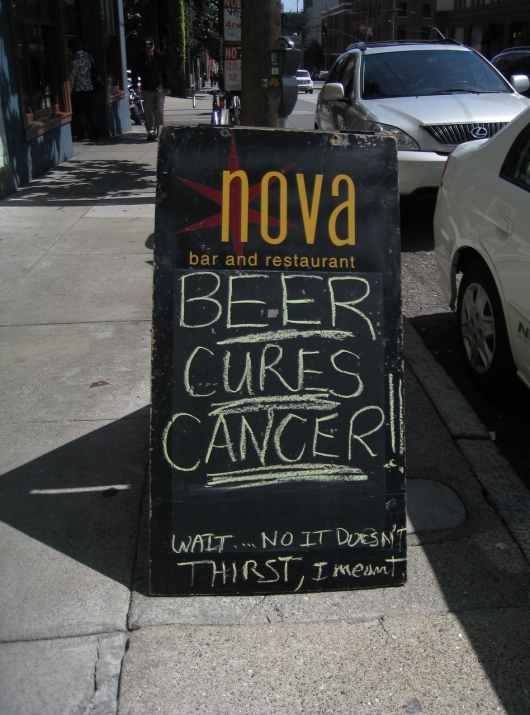 nova
bar and restaurant
BEER
CURES
CANCER!!
WAIT.... NO IT DOESN'T
THIRST, I meant